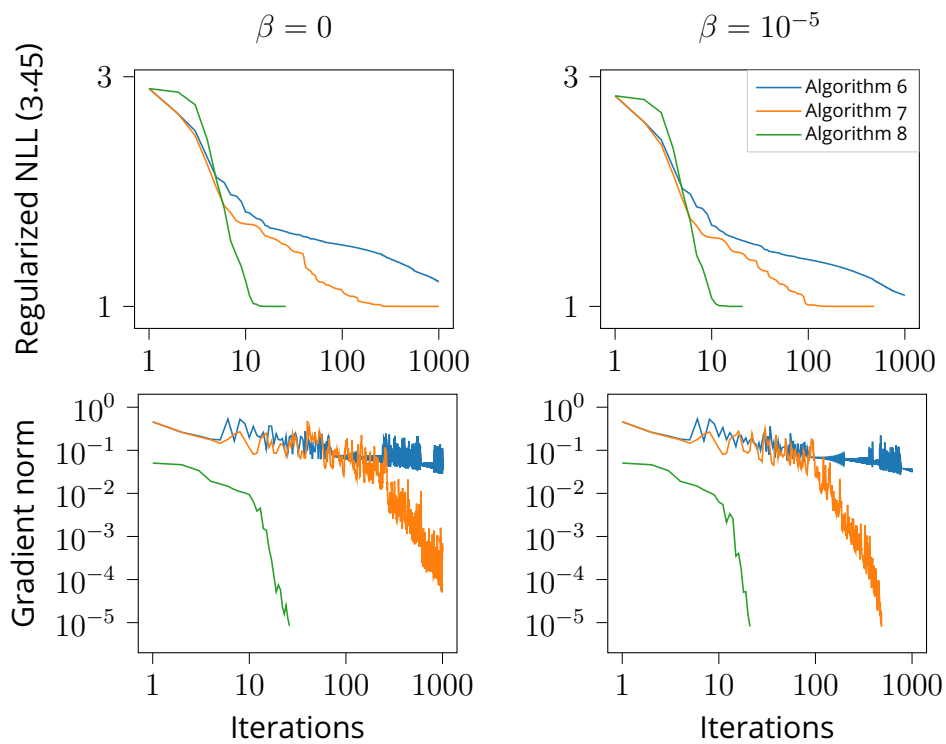 β = 0
β = 10⁻⁵
Regularized NLL (3.45)
3
1
1 10 100 1000
3
1
1 10 100 1000
Algorithm 6
Algorithm 7
Algorithm 8
Gradient norm
10⁰
10⁻¹
10⁻²
10⁻³
10⁻⁴
10⁻⁵
1 10 100 1000
Iterations
10⁰
10⁻¹
10⁻²
10⁻³
10⁻⁴
10⁻⁵
1 10 100 1000
Iterations